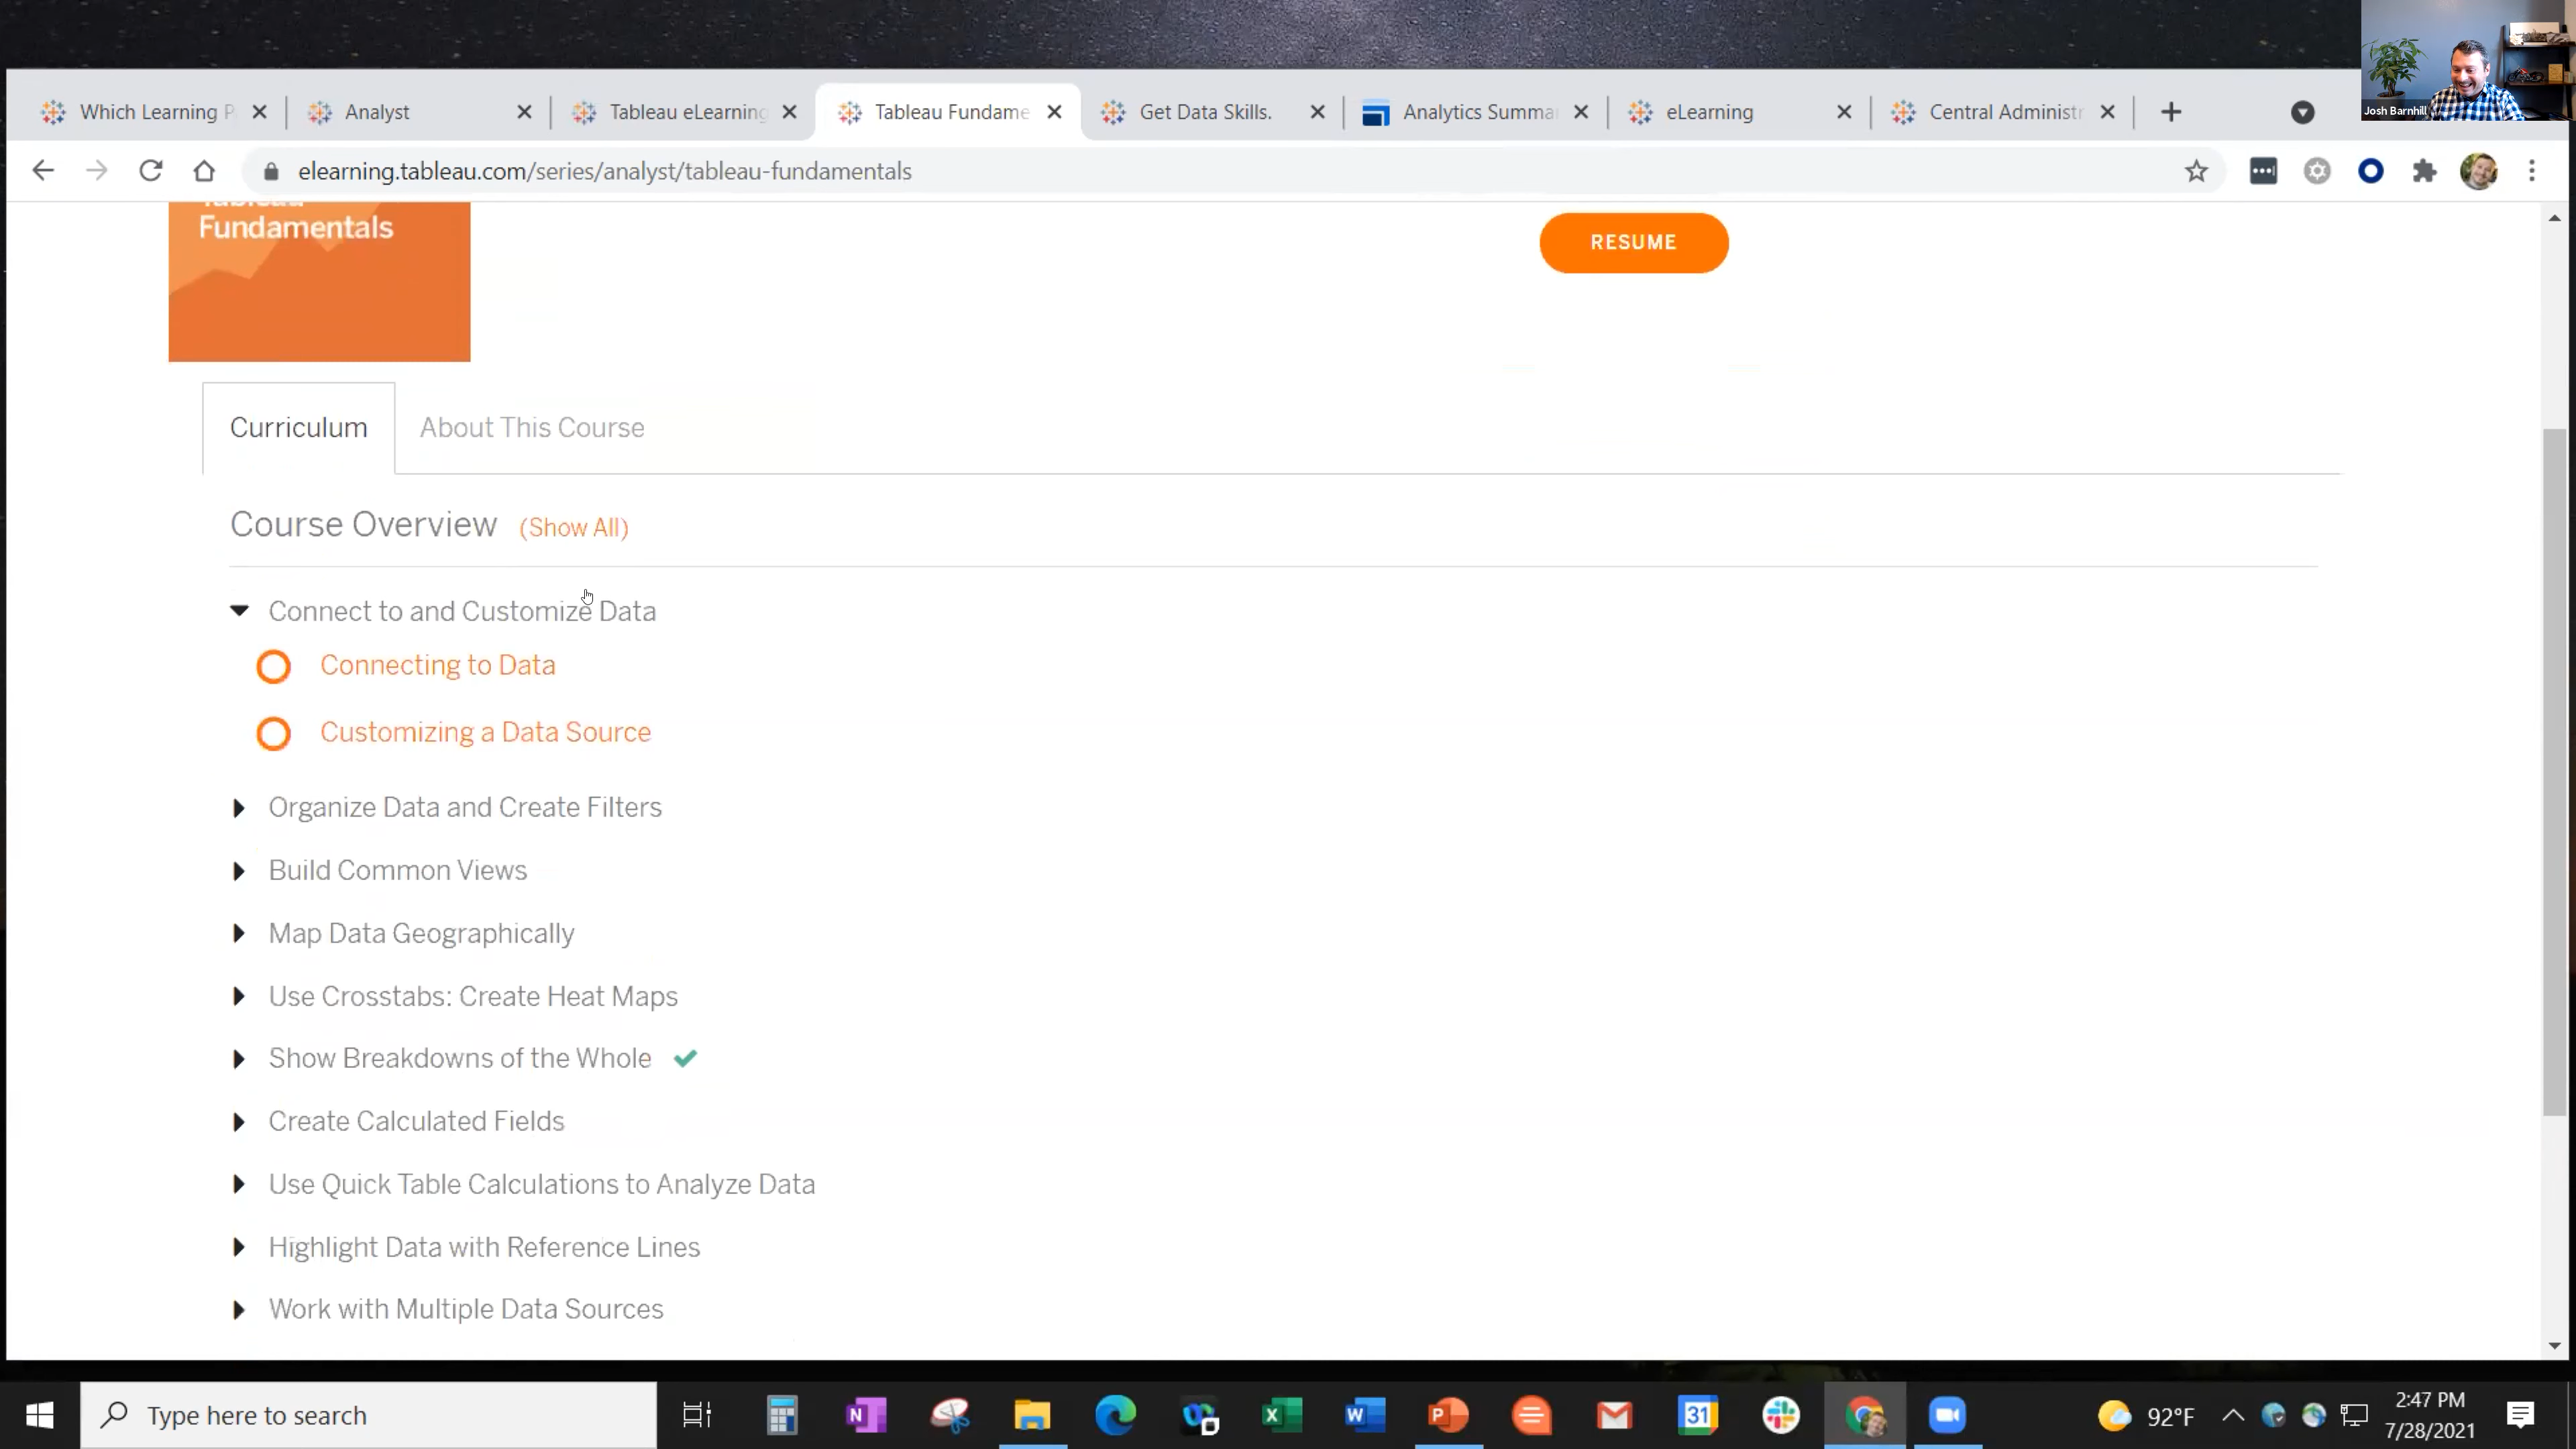 Josh Barnhill
Which Learning P
Analyst
Tableau eLearning
Tableau Fundame
Get Data Skills.
Analytics Summa
eLearning
Central Administr
elearning.tableau.com/series/analyst/tableau-fundamentals
Tableau
Fundamentals
RESUME
Curriculum
About This Course
Course Overview (Show All)
Connect to and Customize Data
Connecting to Data
Customizing a Data Source
Organize Data and Create Filters
Build Common Views
Map Data Geographically
Use Crosstabs: Create Heat Maps
Show Breakdowns of the Whole
Create Calculated Fields
Use Quick Table Calculations to Analyze Data
Highlight Data with Reference Lines
Work with Multiple Data Sources
Type here to search
N
X
W
P
31
92°F
2:47 PM
7/28/2021